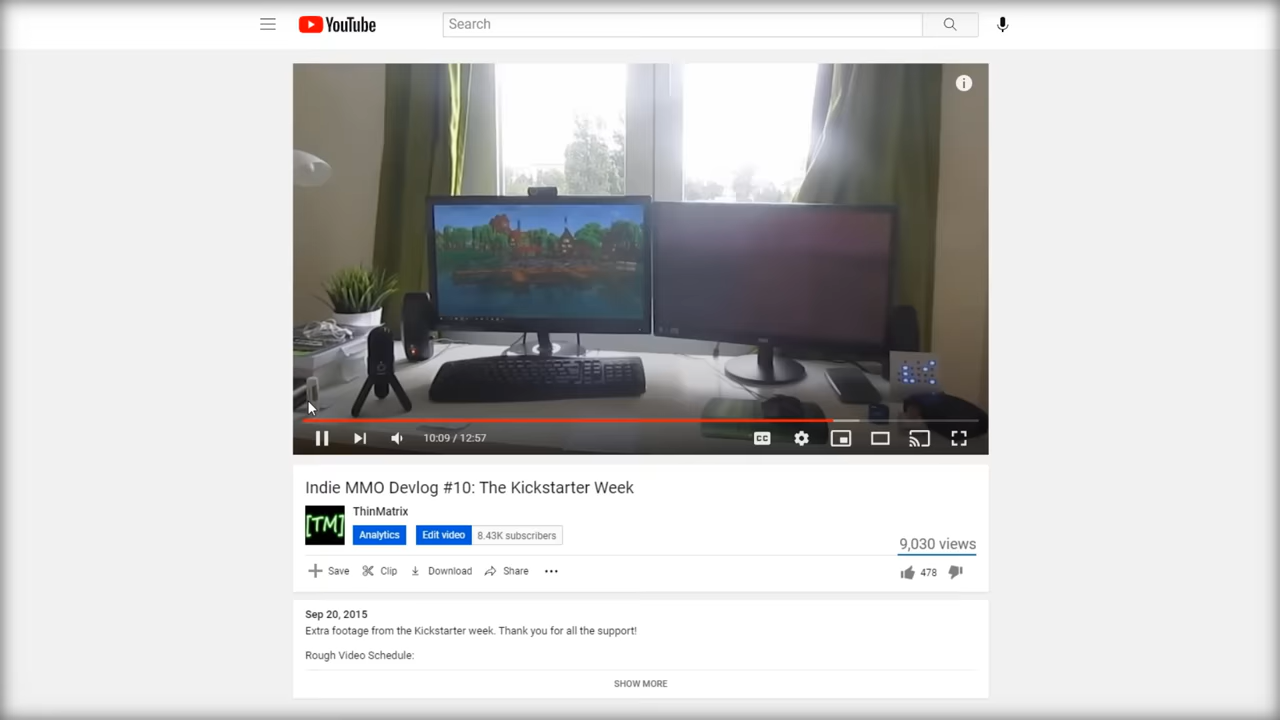 YouTube
Search
i
10:09 / 12:57
CC
Indie MMO Devlog #10: The Kickstarter Week
[TM]
ThinMatrix
Analytics
Edit video
8.43K subscribers
9,030 views
Save
Clip
Download
Share
478
Sep 20, 2015
Extra footage from the Kickstarter week. Thank you for all the support!
Rough Video Schedule:
SHOW MORE